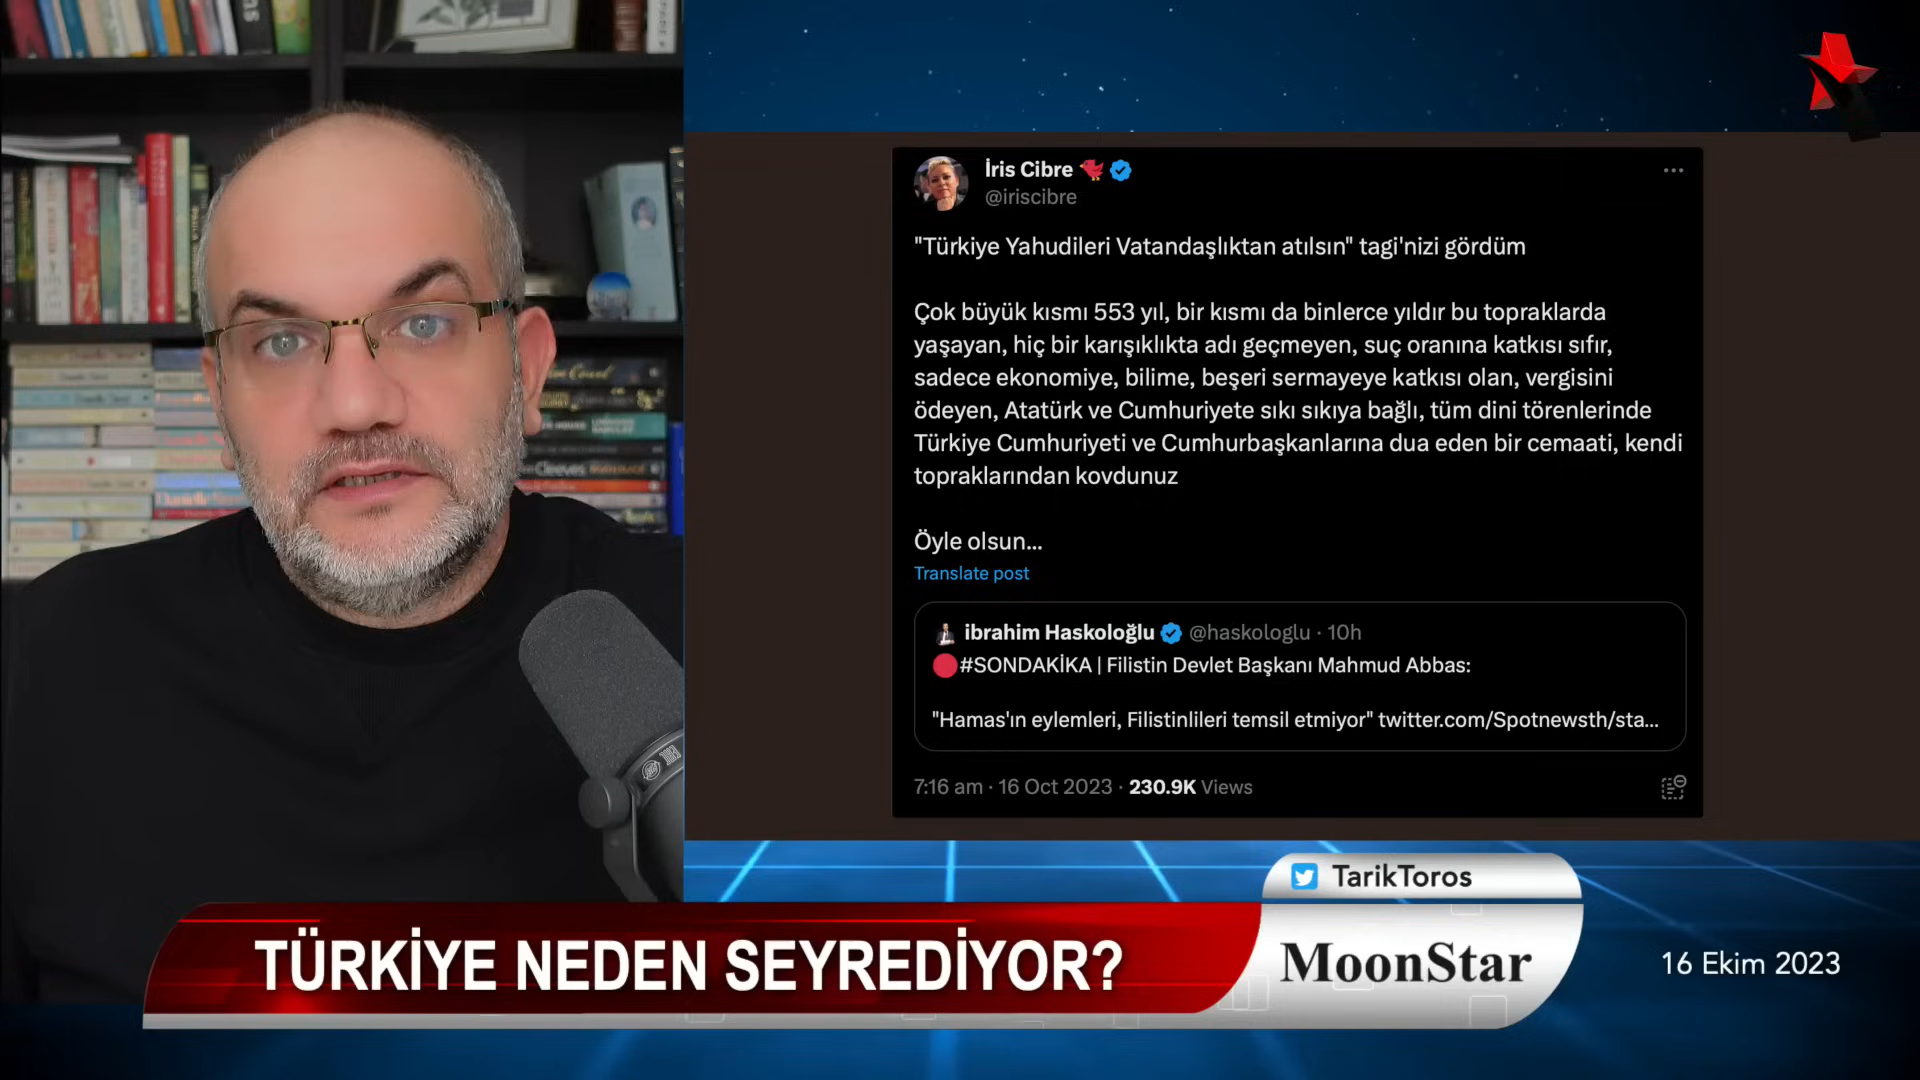 İris Cibre
@iriscibre
"Türkiye Yahudileri Vatandaşlıktan atılsın" tagi'nizi gördüm
Çok büyük kısmı 553 yıl, bir kısmı da binlerce yıldır bu topraklarda
yaşayan, hiç bir karışıklıkta adı geçmeyen, suç oranına katkısı sıfır,
sadece ekonomiye, bilime, beşeri sermayeye katkısı olan, vergisini
ödeyen, Atatürk ve Cumhuriyete sıkı sıkıya bağlı, tüm dini törenlerinde
Türkiye Cumhuriyeti ve Cumhurbaşkanlarına dua eden bir cemaati, kendi
topraklarından kovdunuz
Öyle olsun...
Translate post
ibrahim Haskoloğlu @haskologlu · 10h
#SONDAKİKA | Filistin Devlet Başkanı Mahmud Abbas:
"Hamas'ın eylemleri, Filistinlileri temsil etmiyor" twitter.com/Spotnewsth/sta...
7:16 am · 16 Oct 2023 · 230.9K Views
TarikToros
TÜRKİYE NEDEN SEYREDİYOR?
MoonStar
16 Ekim 2023